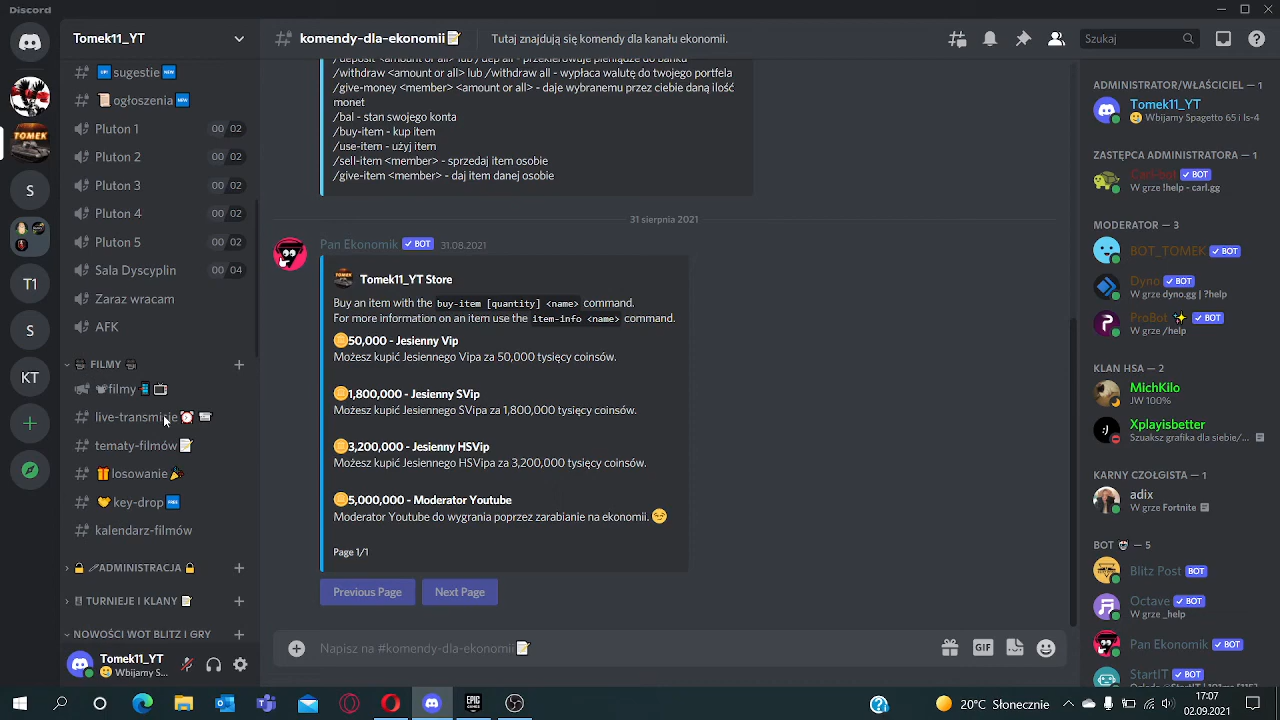 Discord
Tomek11_YT
komendy-dla-ekonomii
Tutaj znajdują się komendy dla kanału ekonomii.
Szukaj
sugestie
ogłoszenia
Pluton 1 00 02
Pluton 2 00 02
Pluton 3 00 02
Pluton 4 00 02
Pluton 5 00 02
Sala Dyscyplin 00 04
Zaraz wracam
AFK
FILMY
filmy
live-transmisje
tematy-filmów
losowanie
key-drop
kalendarz-filmów
ADMINISTRACJA
TURNIEJE I KLANY
NOWOŚCI WOT BLITZ I GRY
Tomek11_YT
Wbijamy S...
S
T1
S
KT
/deposit <amount or all> lub/ dep all - przekierowuje pieniądze do banku
/withdraw <amount or all> lub /withdraw all - wypłaca walutę do twojego portfela
/give-money <member> <amount or all> - daje wybranemu przez ciebie daną ilość
monet
/bal - stan swojego konta
/buy-item - kup item
/use-item - użyj item
/sell-item <member> - sprzedaj item osobie
/give-item <member> - daj item danej osobie
31 sierpnia 2021
Pan Ekonomik BOT 31.08.2021
Tomek11_YT Store
Buy an item with the buy-item [quantity] <name> command.
For more information on an item use the item-info <name> command.
50,000 - Jesienny Vip
Możesz kupić Jesiennego Vipa za 50,000 tysięcy coinsów.
1,800,000 - Jesienny SVip
Możesz kupić Jesiennego SVipa za 1,800,000 tysięcy coinsów.
3,200,000 - Jesienny HSVip
Możesz kupić Jesiennego HSVipa za 3,200,000 tysięcy coinsów.
5,000,000 - Moderator Youtube
Moderator Youtube do wygrania poprzez zarabianie na ekonomii.
Page 1/1
Previous Page
Next Page
Napisz na #komendy-dla-ekonomii
GIF
ADMINISTRATOR/WŁAŚCICIEL — 1
Tomek11_YT
Wbijamy Spagetto 65 i Is-4
ZASTĘPCA ADMINISTRATORA — 1
Carl-bot BOT
W grze !help - carl.gg
MODERATOR — 3
BOT_TOMEK BOT
Dyno BOT
W grze dyno.gg | ?help
ProBot BOT
W grze /help
KLAN HSA — 2
MichKilo
JW 100%
Xplayisbetter
Szuaksz grafika dla siebie/...
KARNY CZOŁGISTA — 1
adix
W grze Fortnite
BOT — 5
Blitz Post BOT
Octave BOT
W grze _help
Pan Ekonomik BOT
StartIT BOT
17:07
20°C Słonecznie
02.09.2021